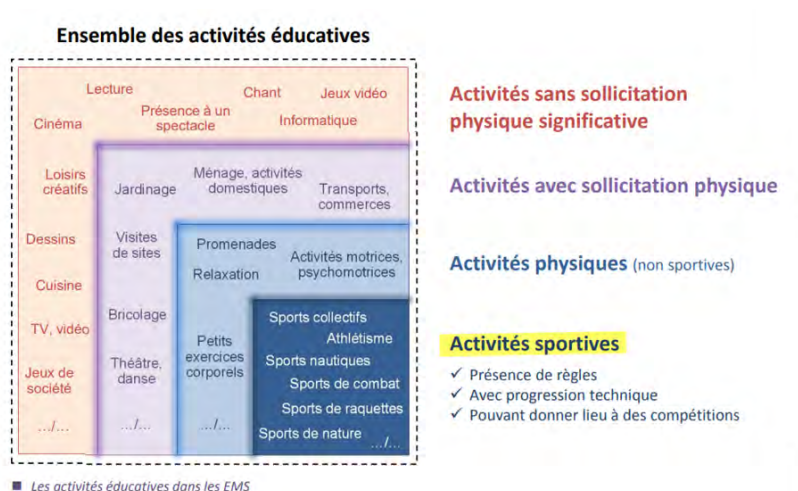 Ensemble des activités éducatives
Lecture
Chant
Jeux vidéo
Cinéma
Présence à un
spectacle
Informatique
Loisirs
créatifs
Dessins
Cuisine
TV, vidéo
Jeux de
société
.../...
Jardinage
Ménage, activités
domestiques
Transports,
commerces
Visites
de sites
Bricolage
Théâtre,
danse
.../...
Promenades
Activités motrices,
psychomotrices
Relaxation
Petits
exercices
corporels
.../...
Sports collectifs
Athlétisme
Sports nautiques
Sports de combat
Sports de raquettes
Sports de nature
.../...
Activités sans sollicitation
physique significative
Activités avec sollicitation physique
Activités physiques (non sportives)
Activités sportives
✓ Présence de règles
✓ Avec progression technique
✓ Pouvant donner lieu à des compétitions
■ Les activités éducatives dans les EMS